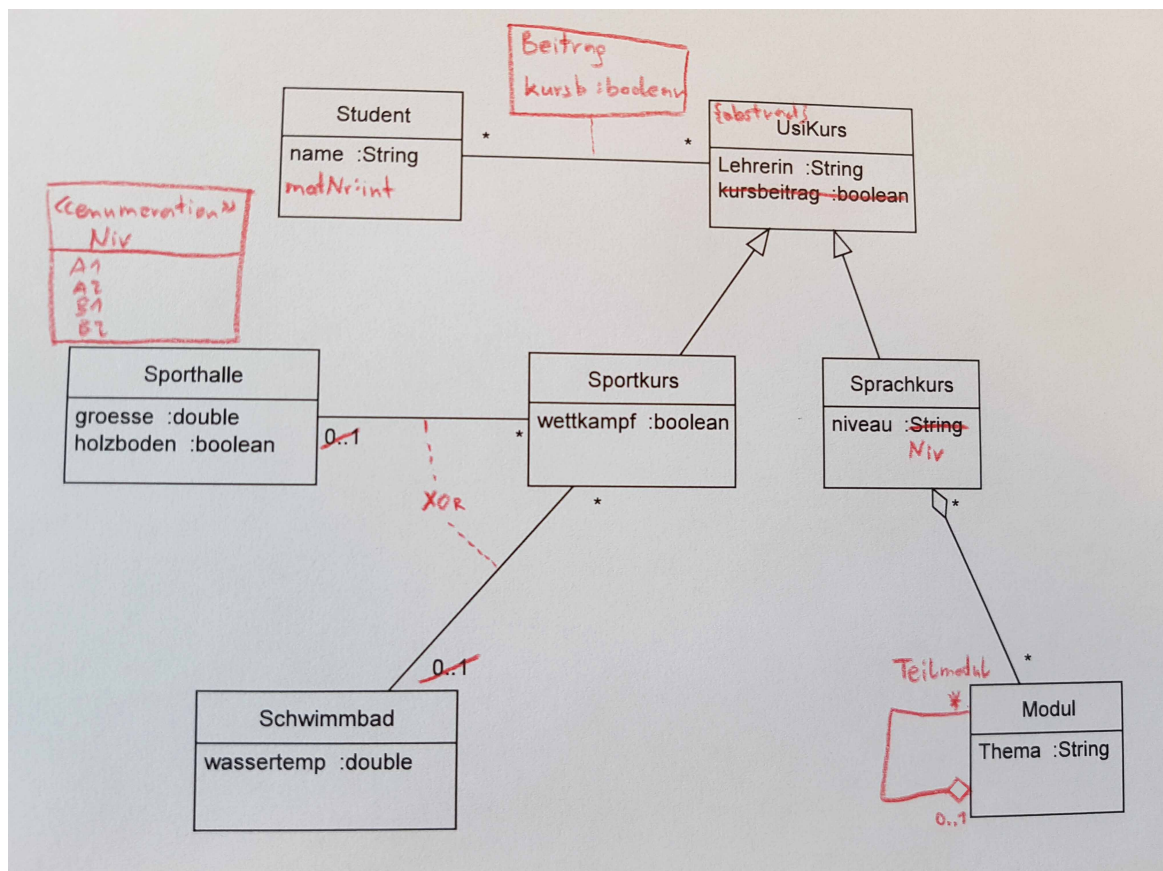 Beitrag
kursb :boolean
Student
name :String
matNr:int
{abstract}
UsiKurs
Lehrerin :String
kursbeitrag :boolean
*
*
<<enumeration>>
Niv
A1
A2
B1
B2
Sporthalle
groesse :double
holzboden :boolean
0..1
*
Sportkurs
wettkampf :boolean
Sprachkurs
niveau :String
Niv
XOR
*
*
0..1
Schwimmbad
wassertemp :double
Teilmodul
*
*
Modul
Thema :String
0..1